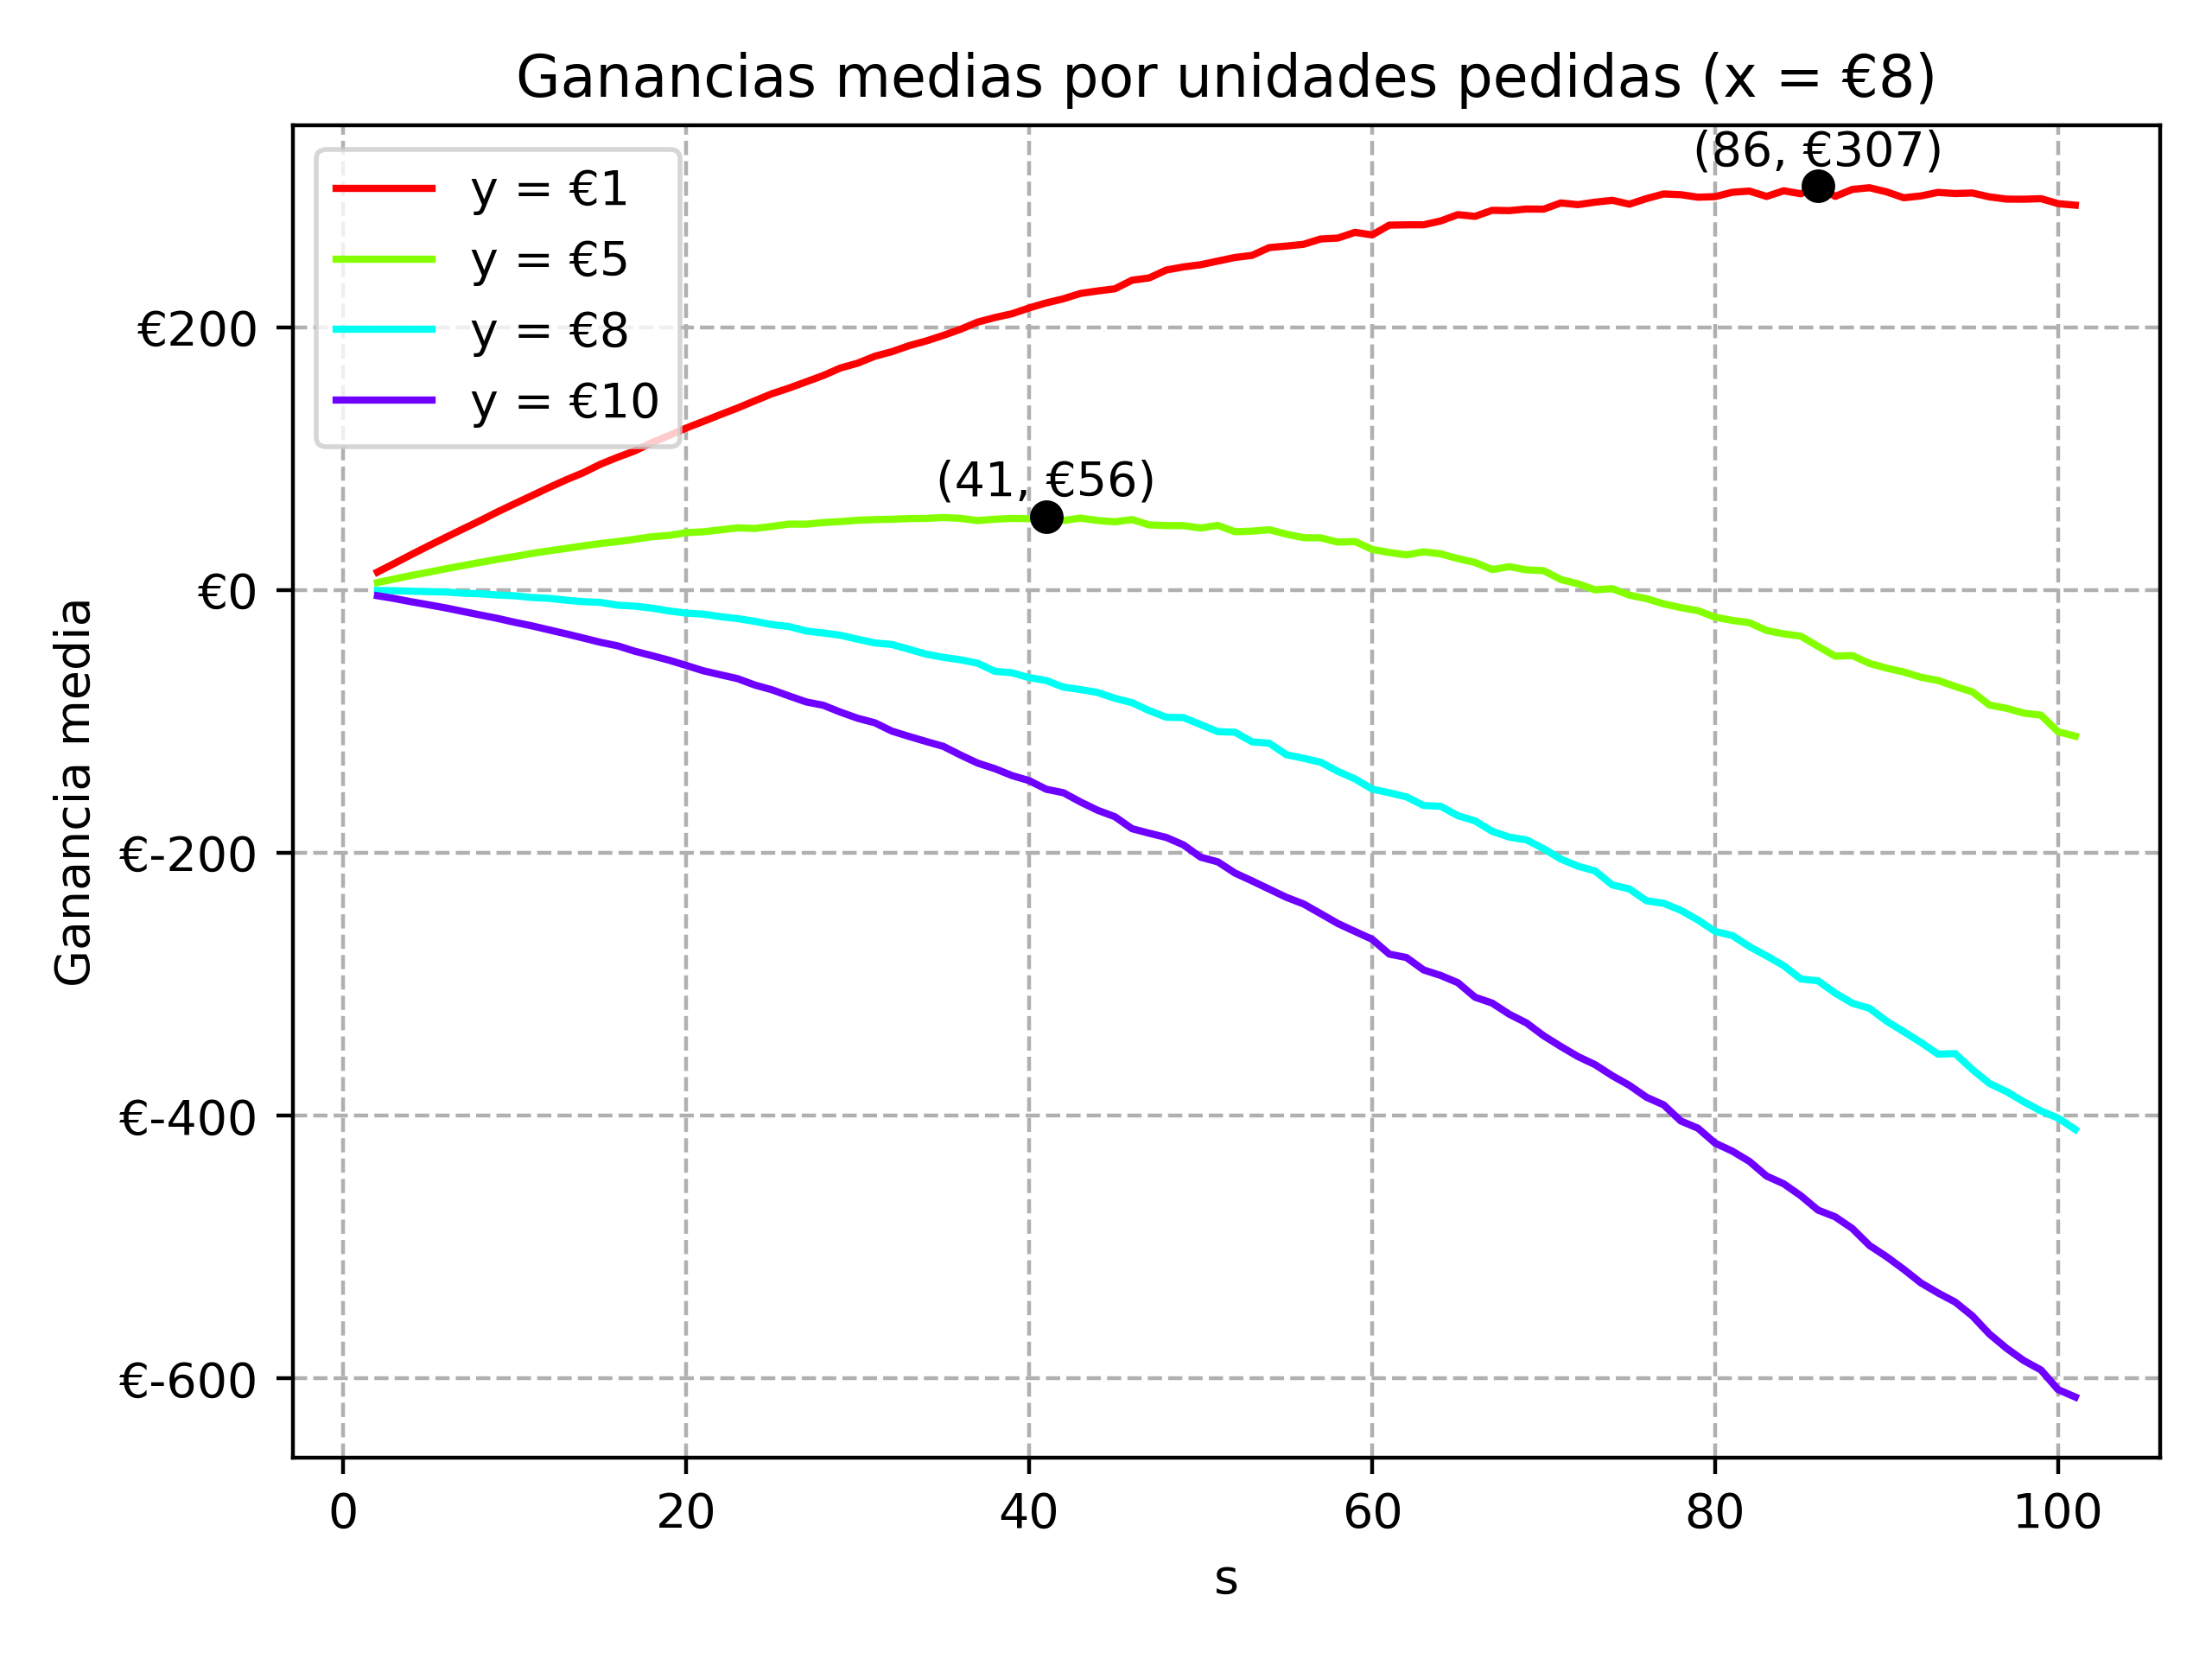 Ganancias medias por unidades pedidas (x = €8)
(86, €307)
y = €1
y = €5
y = €8
y = €10
(41, €56)
€200
€0
€-200
€-400
€-600
Ganancia media
0 20 40 60 80 100
s